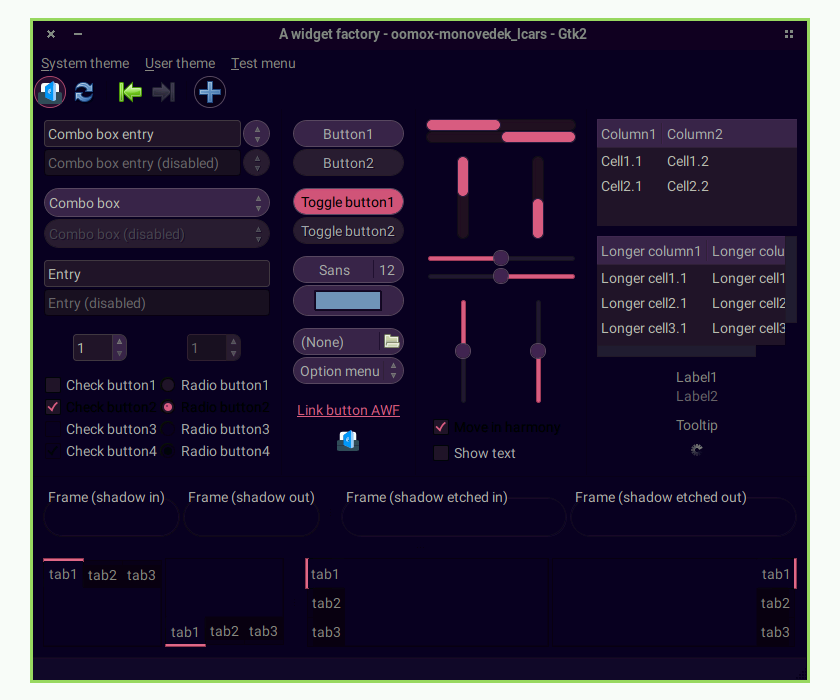 A widget factory - oomox-monovedek_lcars - Gtk2
System theme User theme Test menu
Combo box entry
Combo box entry (disabled)
Combo box
Combo box (disabled)
Entry
Entry (disabled)
1 1
Check button1 Radio button1
Check button2 Radio button2
Check button3 Radio button3
Check button4 Radio button4
Button1
Button2
Toggle button1
Toggle button2
Sans 12
(None)
Option menu
Link button AWF
Move in harmony
Show text
Column1 Column2
Cell1.1 Cell1.2
Cell2.1 Cell2.2
Longer column1 Longer colu
Longer cell1.1 Longer cell1
Longer cell2.1 Longer cell2
Longer cell3.1 Longer cell3
Label1
Label2
Tooltip
Frame (shadow in) Frame (shadow out) Frame (shadow etched in) Frame (shadow etched out)
tab1 tab2 tab3
tab1 tab2 tab3
tab1
tab2
tab3
tab1
tab2
tab3